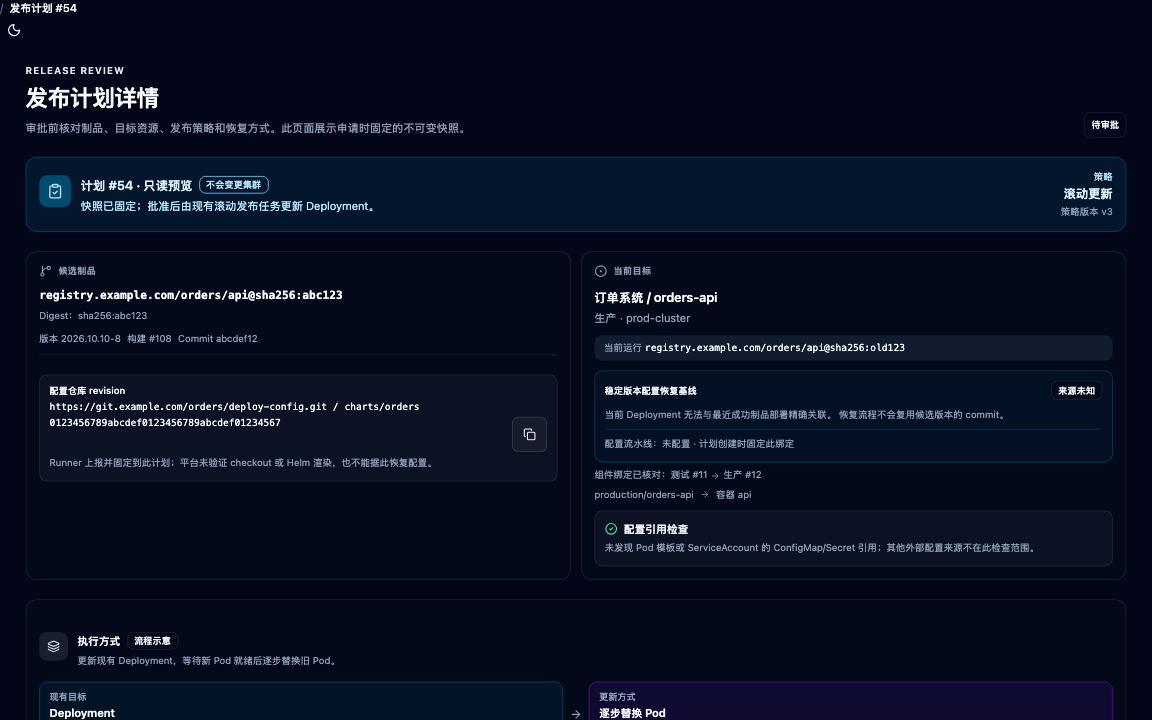 / 发布计划 #54
RELEASE REVIEW
发布计划详情
审批前核对制品、目标资源、发布策略和恢复方式。此页面展示申请时固定的不可变快照。
待审批
计划 #54 · 只读预览 不会变更集群
快照已固定；批准后由现有滚动发布任务更新 Deployment。
策略
滚动更新
策略版本 v3
候选制品
registry.example.com/orders/api@sha256:abc123
Digest：sha256:abc123
版本 2026.10.10-8 构建 #108 Commit abcdef12
配置仓库 revision
https://git.example.com/orders/deploy-config.git / charts/orders
0123456789abcdef0123456789abcdef01234567
Runner 上报并固定到此计划；平台未验证 checkout 或 Helm 渲染，也不能据此恢复配置。
当前目标
订单系统 / orders-api
生产 · prod-cluster
当前运行 registry.example.com/orders/api@sha256:old123
稳定版本配置恢复基线
来源未知
当前 Deployment 无法与最近成功制品部署精确关联。 恢复流程不会复用候选版本的 commit。
配置流水线：未配置 · 计划创建时固定此绑定
组件绑定已核对：测试 #11 → 生产 #12
production/orders-api → 容器 api
配置引用检查
未发现 Pod 模板或 ServiceAccount 的 ConfigMap/Secret 引用；其他外部配置来源不在此检查范围。
执行方式 流程示意
更新现有 Deployment，等待新 Pod 就绪后逐步替换旧 Pod。
现有目标
Deployment
→
更新方式
逐步替换 Pod